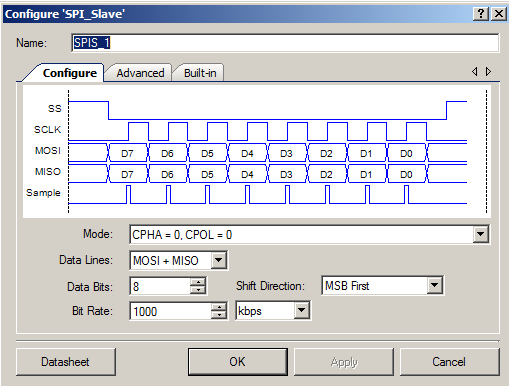 Configure 'SPI_Slave'
Name: SPIS_1
Configure Advanced Built-in
SS
SCLK
MOSI D7 D6 D5 D4 D3 D2 D1 D0
MISO D7 D6 D5 D4 D3 D2 D1 D0
Sample
Mode: CPHA = 0, CPOL = 0
Data Lines: MOSI + MISO
Data Bits: 8 Shift Direction: MSB First
Bit Rate: 1000 kbps
Datasheet OK Apply Cancel